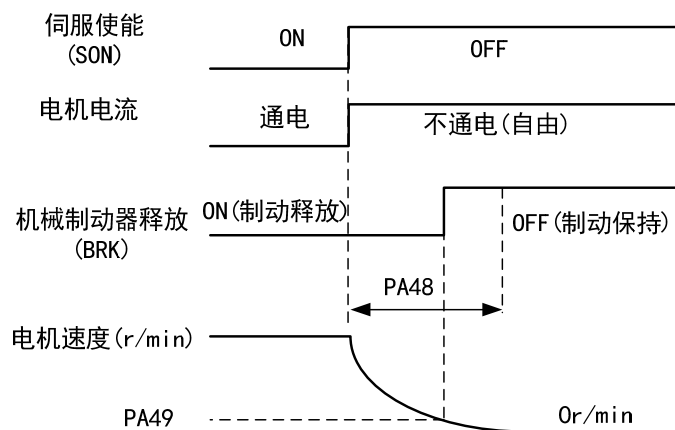 伺服使能
(SON)
ON
OFF
电机电流
通电
不通电(自由)
机械制动器释放
(BRK)
ON(制动释放)
OFF(制动保持)
PA48
电机速度(r/min)
PA49
0r/min